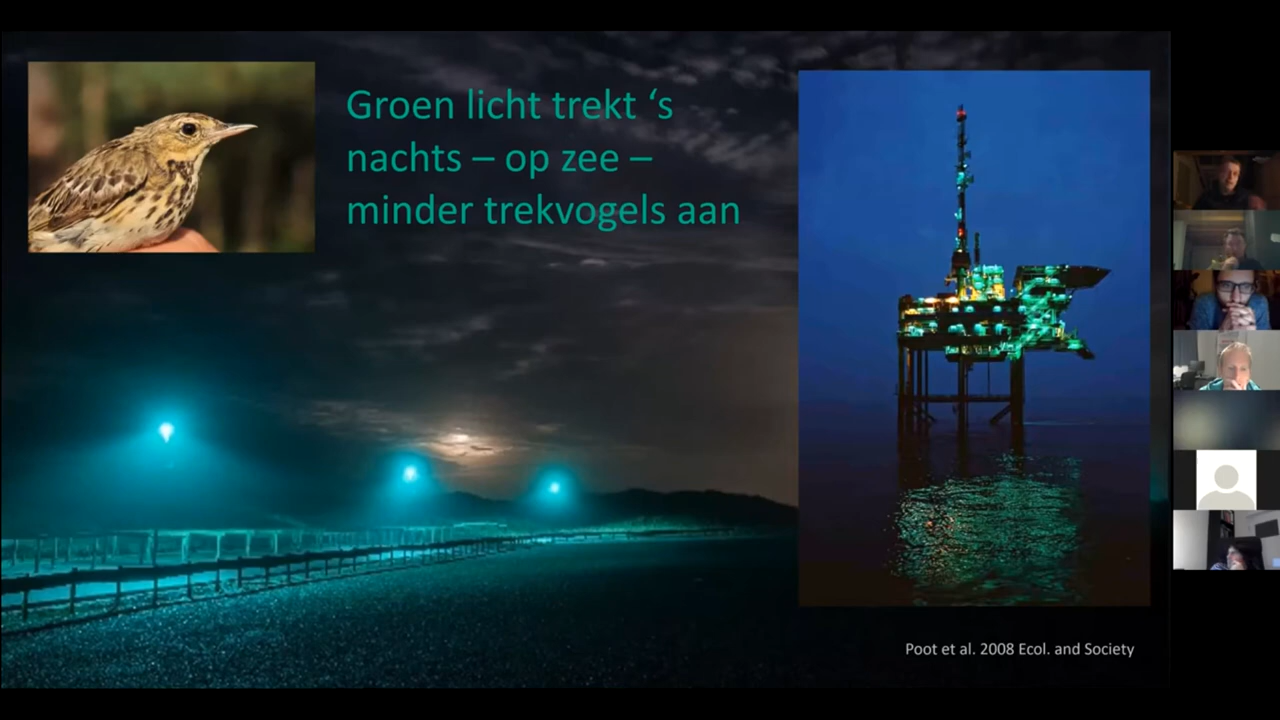 Groen licht trekt ‘s
nachts – op zee –
minder trekvogels aan
Poot et al. 2008 Ecol. and Society